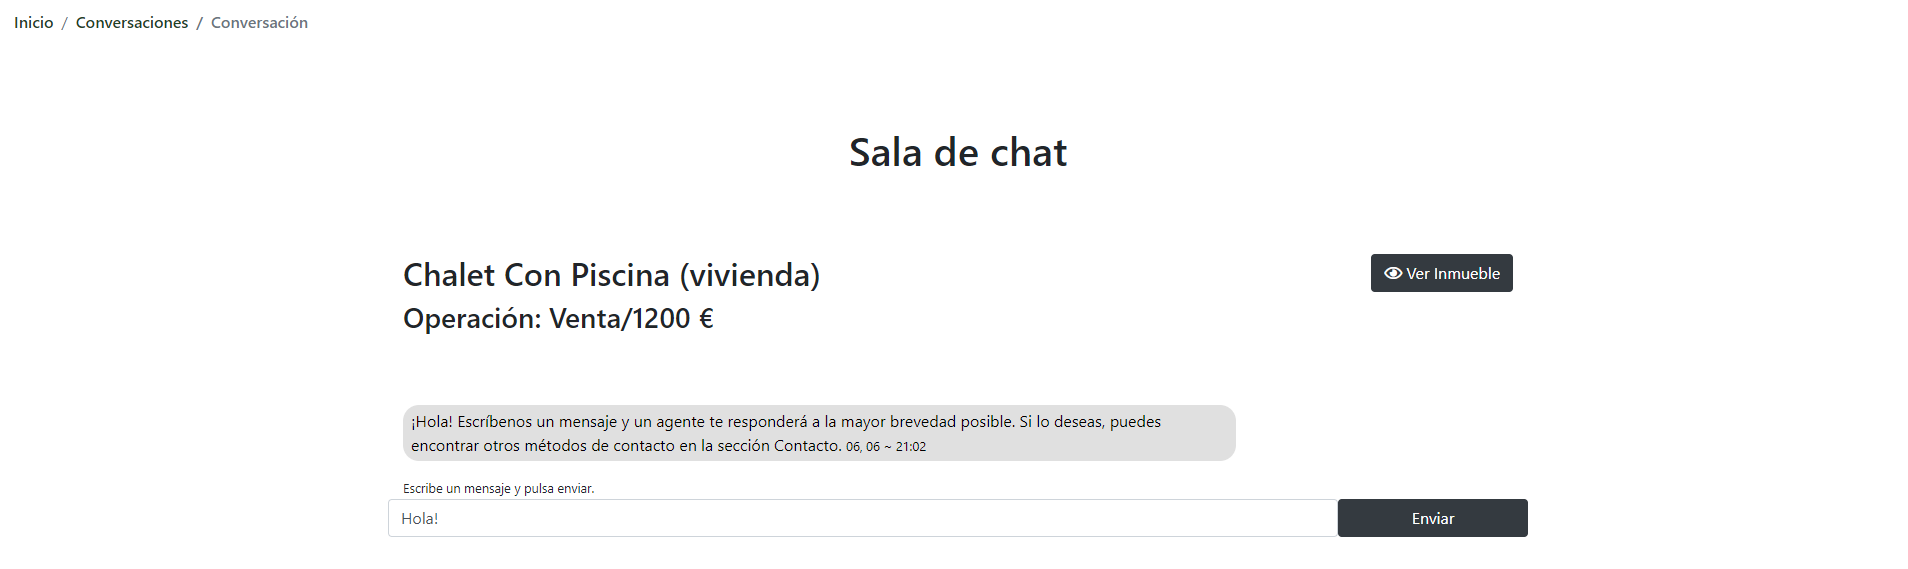 Inicio / Conversaciones / Conversación
Sala de chat
Chalet Con Piscina (vivienda)
Ver Inmueble
Operación: Venta/1200 €
¡Hola! Escríbenos un mensaje y un agente te responderá a la mayor brevedad posible. Si lo deseas, puedes
encontrar otros métodos de contacto en la sección Contacto. 06, 06 ~ 21:02
Escribe un mensaje y pulsa enviar.
Hola!
Enviar